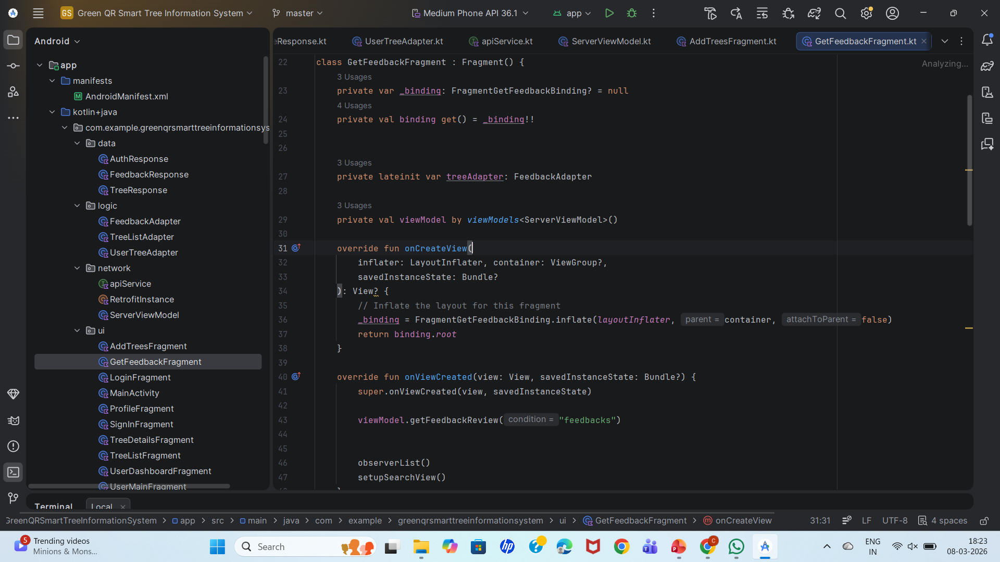 GS Green QR Smart Tree Information System
master
Medium Phone API 36.1
app
Android
app
manifests
AndroidManifest.xml
kotlin+java
com.example.greenqrsmarttreeinformationsys
data
AuthResponse
FeedbackResponse
TreeResponse
logic
FeedbackAdapter
TreeListAdapter
UserTreeAdapter
network
apiService
RetrofitInstance
ServerViewModel
ui
AddTreesFragment
GetFeedbackFragment
LoginFragment
MainActivity
ProfileFragment
SignInFragment
TreeDetailsFragment
TreeListFragment
UserDashboardFragment
UserMainFragment
eResponse.kt
UserTreeAdapter.kt
apiService.kt
ServerViewModel.kt
AddTreesFragment.kt
GetFeedbackFragment.kt
Analyzing...
22 class GetFeedbackFragment : Fragment() {
3 Usages
23 private var _binding: FragmentGetFeedbackBinding? = null
4 Usages
24 private val binding get() = _binding!!
25
26
3 Usages
27 private lateinit var treeAdapter: FeedbackAdapter
28
3 Usages
29 private val viewModel by viewModels<ServerViewModel>()
30
31 override fun onCreateView(
32 inflater: LayoutInflater, container: ViewGroup?,
33 savedInstanceState: Bundle?
34 ): View? {
35 // Inflate the layout for this fragment
36 _binding = FragmentGetFeedbackBinding.inflate(layoutInflater, parent = container, attachToParent = false)
37 return binding.root
38 }
39
40 override fun onViewCreated(view: View, savedInstanceState: Bundle?) {
41 super.onViewCreated(view, savedInstanceState)
42
43 viewModel.getFeedbackReview( condition = "feedbacks")
44
45
46 observerList()
47 setupSearchView()
Terminal
Local
GreenQRSmartTreeInformationSystem > app > src > main > java > com > example > greenqrsmarttreeinformationsystem > ui > GetFeedbackFragment > onCreateView
31:31
LF
UTF-8
4 spaces
5
Trending videos
Minions & Mons...
Search
hp
ENG
IN
18:23
08-03-2026